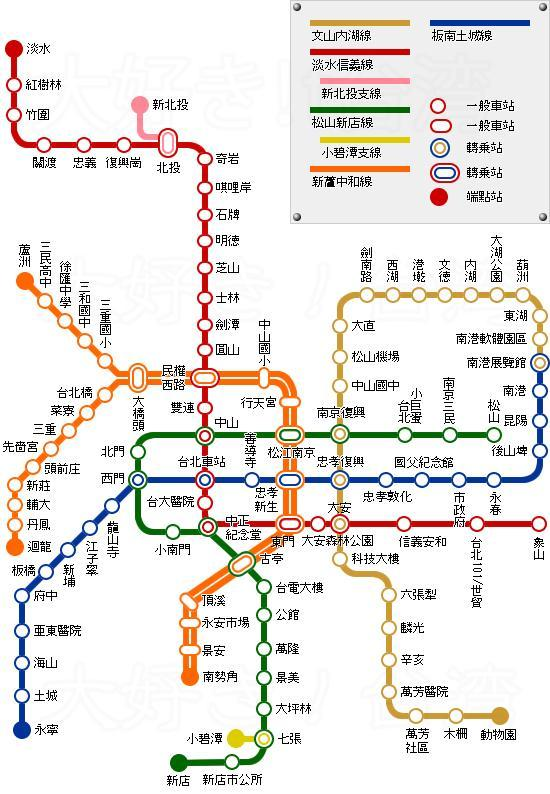 文山內湖線
板南土城線
淡水信義線
新北投支線
松山新店線
小碧潭支線
新蘆中和線
一般車站
一般車站
轉乘站
轉乘站
端點站
淡水
紅樹林
竹圍
關渡
忠義
復興崗
北投
新北投
奇岩
唭哩岸
石牌
明德
芝山
士林
劍潭
圓山
民權西路
雙連
中山
台北車站
台大醫院
中正紀念堂
東門
大安森林公園
大安
信義安和
台北101/世貿
象山
蘆洲
三民高中
徐匯中學
三和國中
三重國小
大橋頭
台北橋
菜寮
三重
先嗇宮
頭前庄
新莊
輔大
丹鳳
迴龍
中山國小
行天宮
松江南京
忠孝新生
古亭
頂溪
永安市場
景安
南勢角
劍南路
西湖
港墘
文德
內湖
大湖公園
葫洲
東湖
南港軟體園區
南港展覽館
大直
松山機場
中山國中
南京復興
忠孝復興
科技大樓
六張犁
麟光
辛亥
萬芳醫院
萬芳社區
木柵
動物園
南港
昆陽
後山埤
永春
市政府
國父紀念館
忠孝敦化
善導寺
西門
龍山寺
江子翠
新埔
板橋
府中
亞東醫院
海山
土城
永寧
松山
南京三民
小巨蛋
台北
北門
小南門
台電大樓
公館
萬隆
景美
大坪林
七張
小碧潭
新店市公所
新店